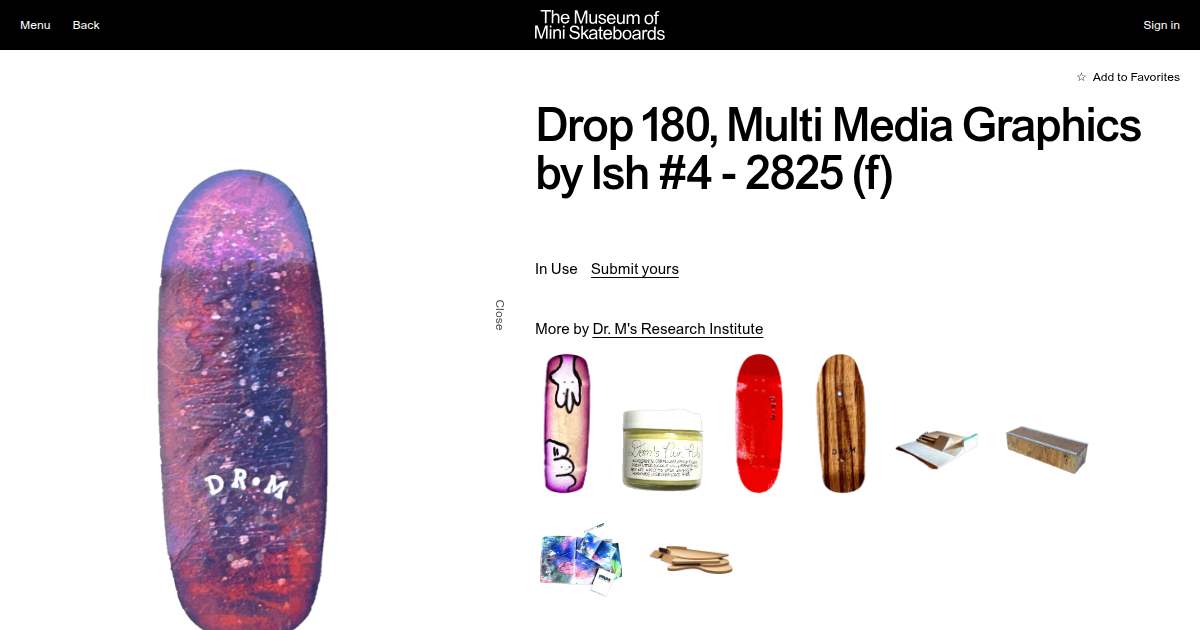 Menu
Back
The Museum of
Mini Skateboards
Sign in
☆ Add to Favorites
Drop 180, Multi Media Graphics
by Ish #4 - 2825 (f)
In Use
Submit yours
Close
More by Dr. M's Research Institute
DR•M